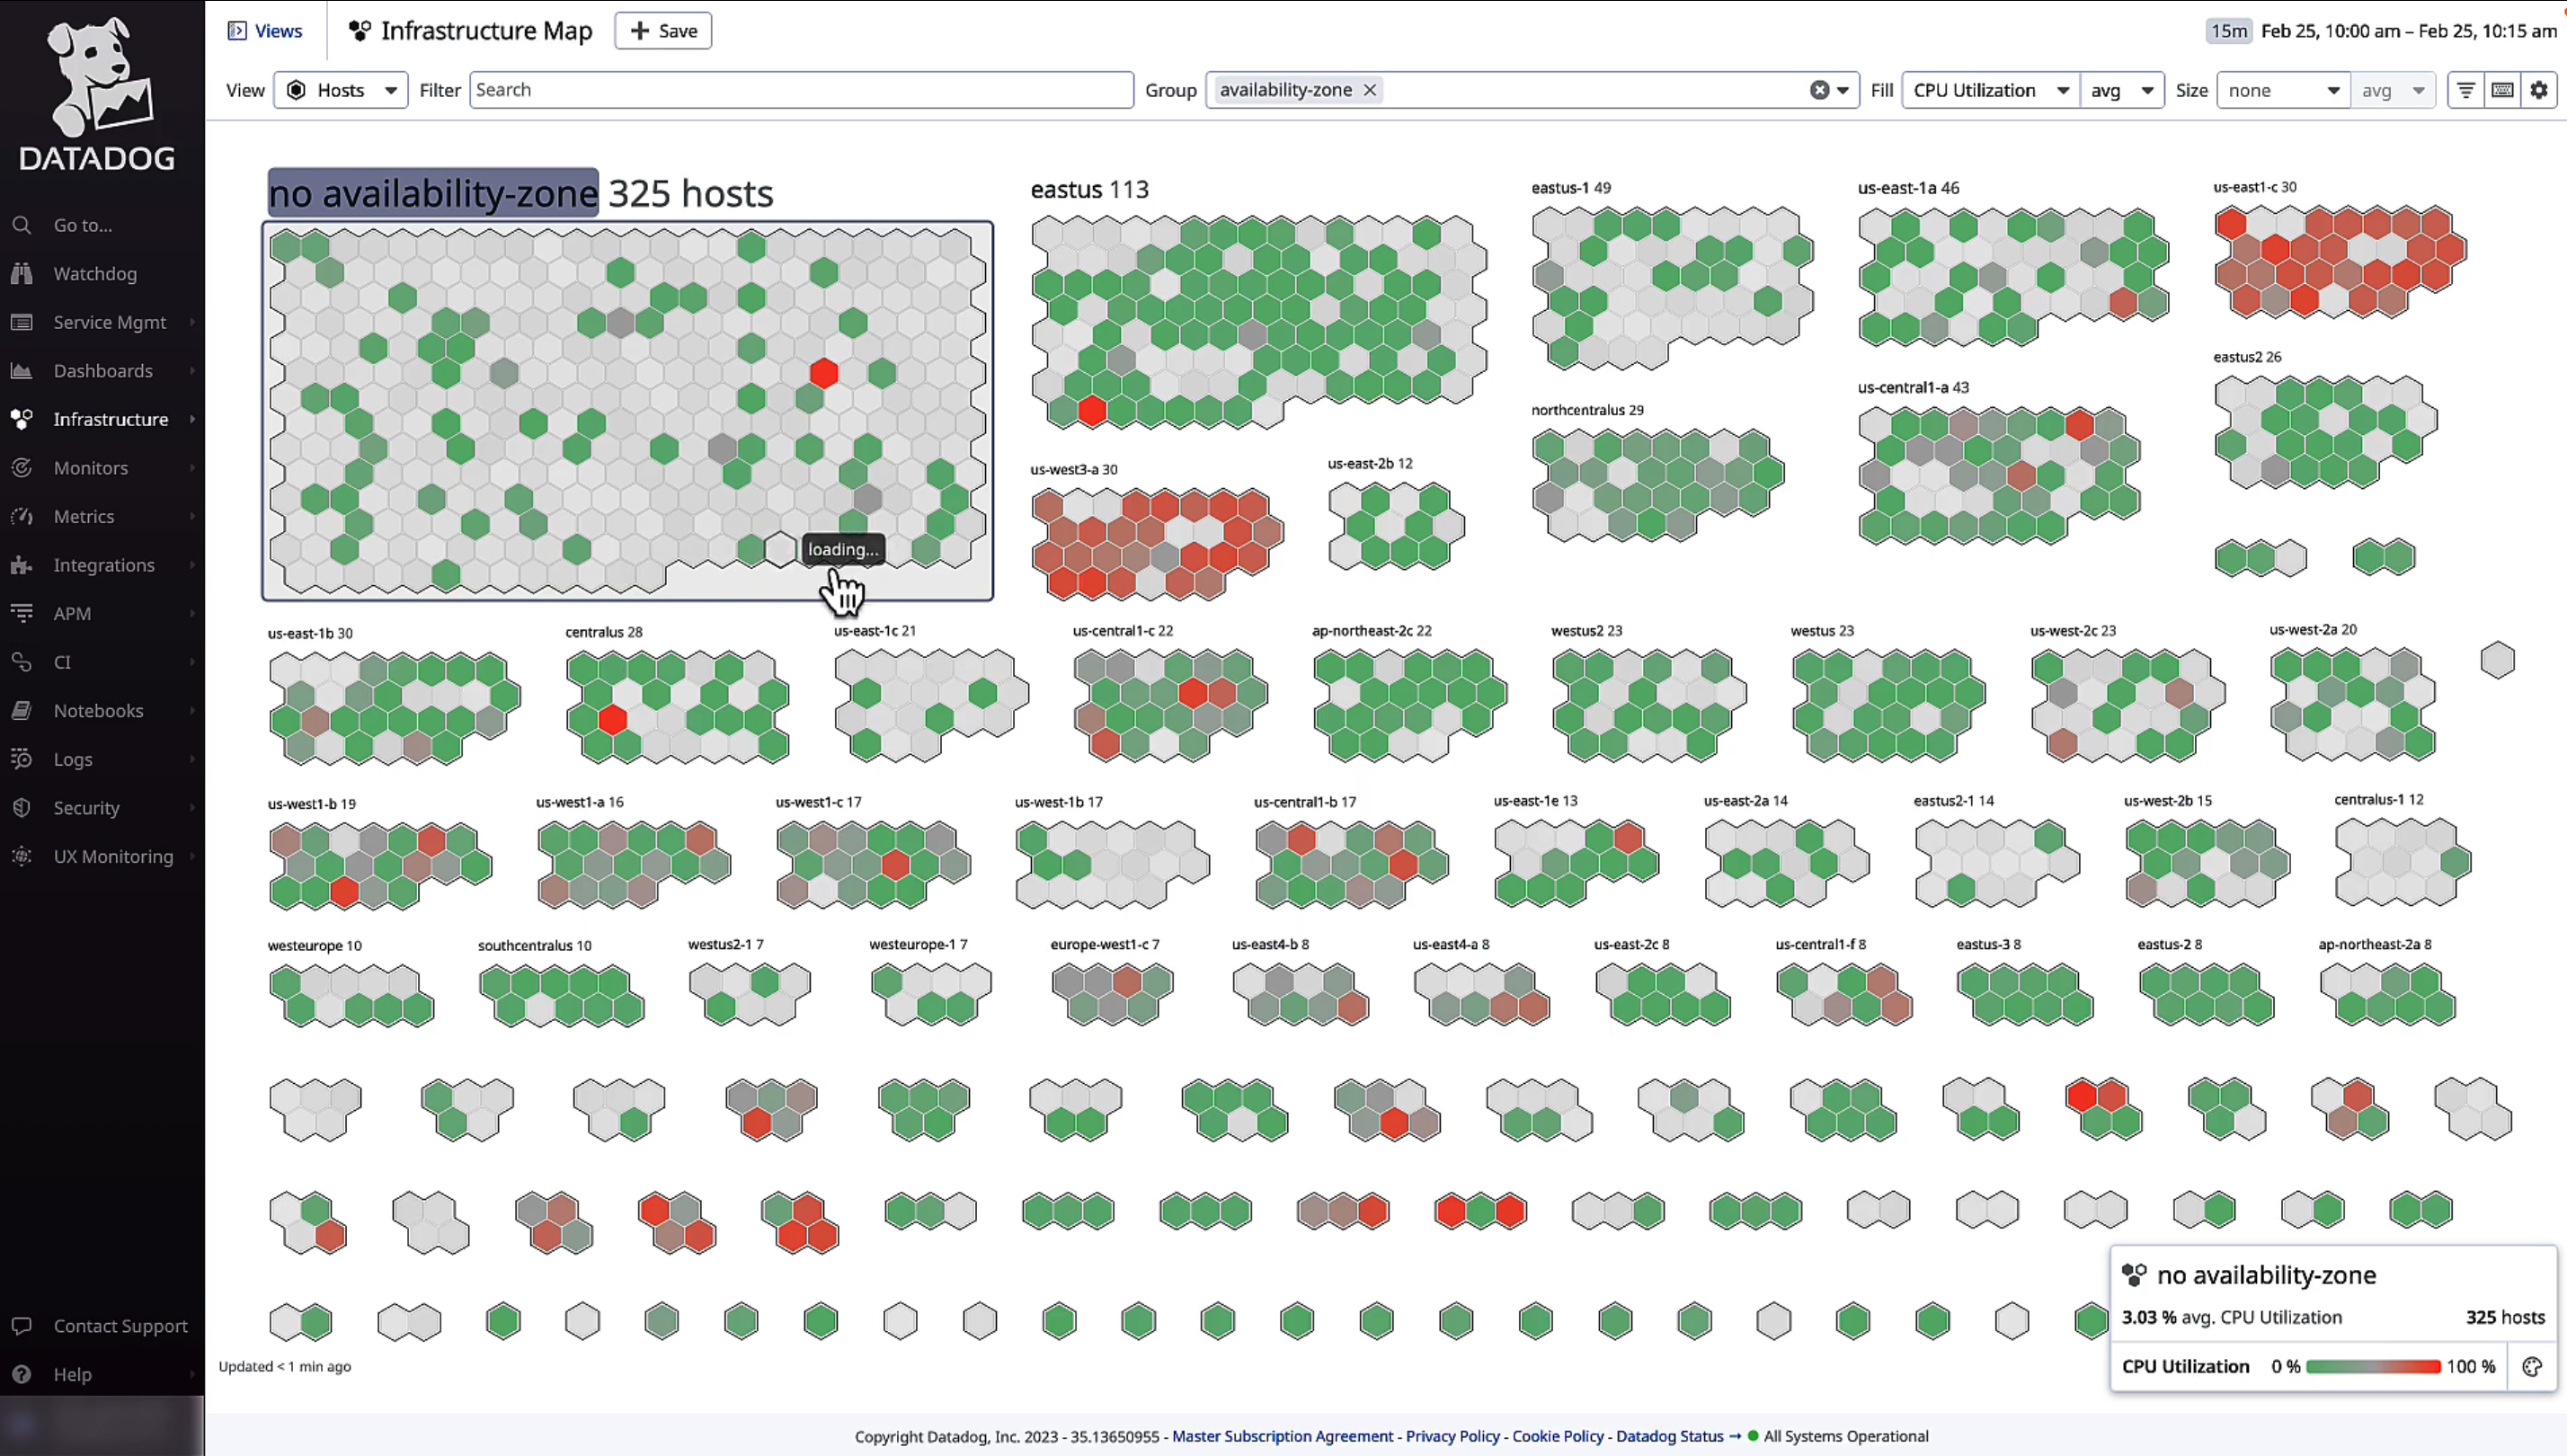 DATADOG
Go to...
Watchdog
Service Mgmt
Dashboards
Infrastructure
Monitors
Metrics
Integrations
APM
CI
Notebooks
Logs
Security
UX Monitoring
Contact Support
Help
Views
Infrastructure Map
+ Save
15m Feb 25, 10:00 am – Feb 25, 10:15 am
View Hosts Filter Search Group availability-zone × Fill CPU Utilization avg Size none avg
no availability-zone 325 hosts
loading...
eastus 113
eastus-1 49
us-east-1a 46
us-east1-c 30
eastus2 26
us-central1-a 43
northcentralus 29
us-west3-a 30
us-east-2b 12
us-east-1b 30
centralus 28
us-east-1c 21
us-central1-c 22
ap-northeast-2c 22
westus2 23
westus 23
us-west-2c 23
us-west-2a 20
us-west1-b 19
us-west1-a 16
us-west1-c 17
us-west-1b 17
us-central1-b 17
us-east-1e 13
us-east-2a 14
eastus2-1 14
us-west-2b 15
centralus-1 12
westeurope 10
southcentralus 10
westus2-1 7
westeurope-1 7
europe-west1-c 7
us-east4-b 8
us-east4-a 8
us-east-2c 8
us-central1-f 8
eastus-3 8
eastus-2 8
ap-northeast-2a 8
no availability-zone
3.03 % avg. CPU Utilization 325 hosts
CPU Utilization 0 % 100 %
Updated < 1 min ago
Copyright Datadog, Inc. 2023 - 35.13650955 - Master Subscription Agreement - Privacy Policy - Cookie Policy - Datadog Status → All Systems Operational